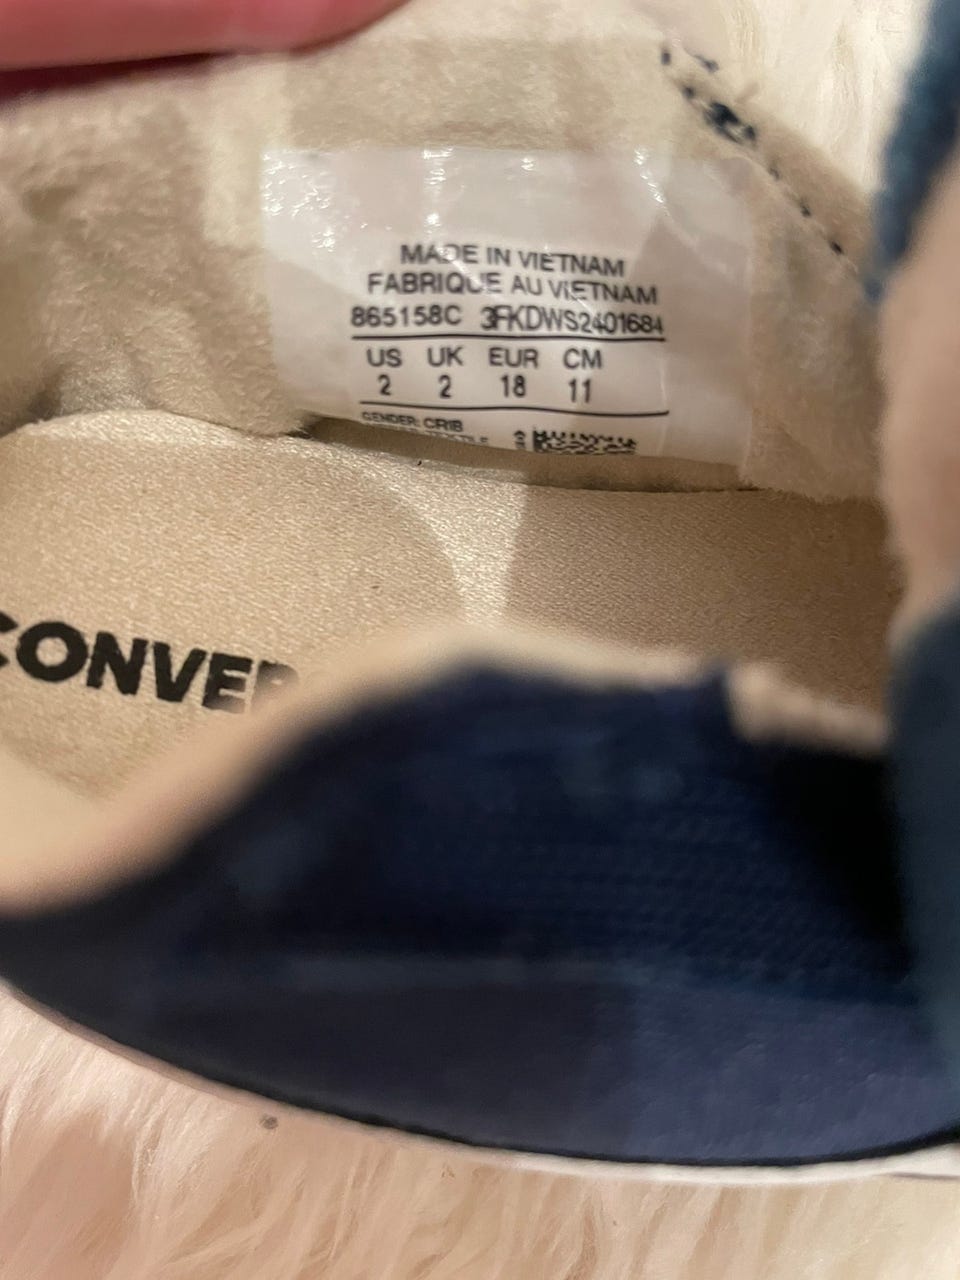 MADE IN VIETNAM
FABRIQUE AU VIETNAM
865158C 3FKDWS2401684
US UK EUR CM
2 2 18 11
GENDER: CRIB
CONVER